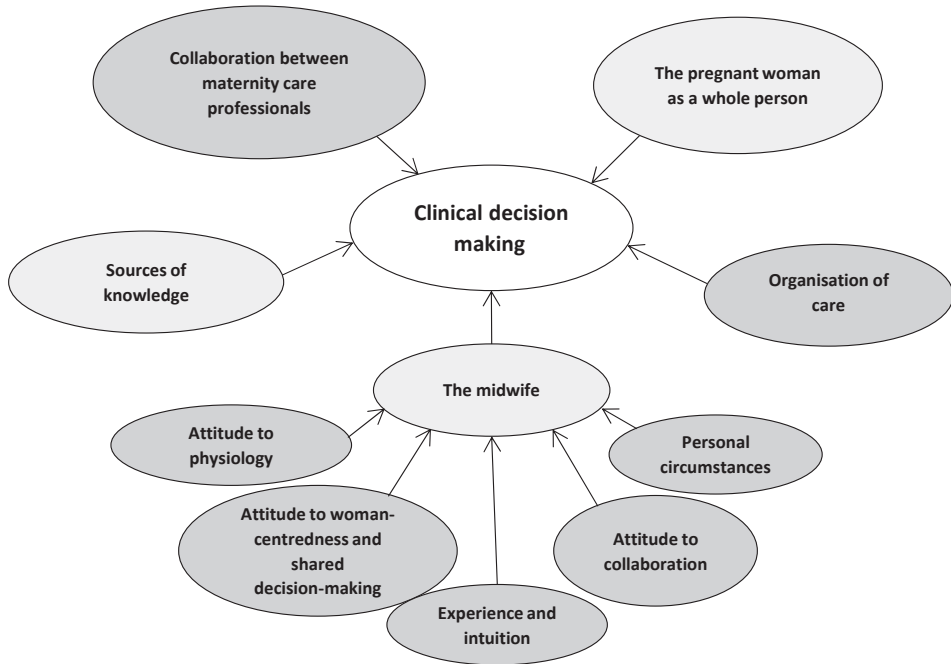 Collaboration between
maternity care
professionals
The pregnant woman
as a whole person
Clinical decision
making
Sources of
knowledge
Organisation of
care
The midwife
Attitude to
physiology
Personal
circumstances
Attitude to woman-
centredness and
shared
decision-making
Attitude to
collaboration
Experience and
intuition